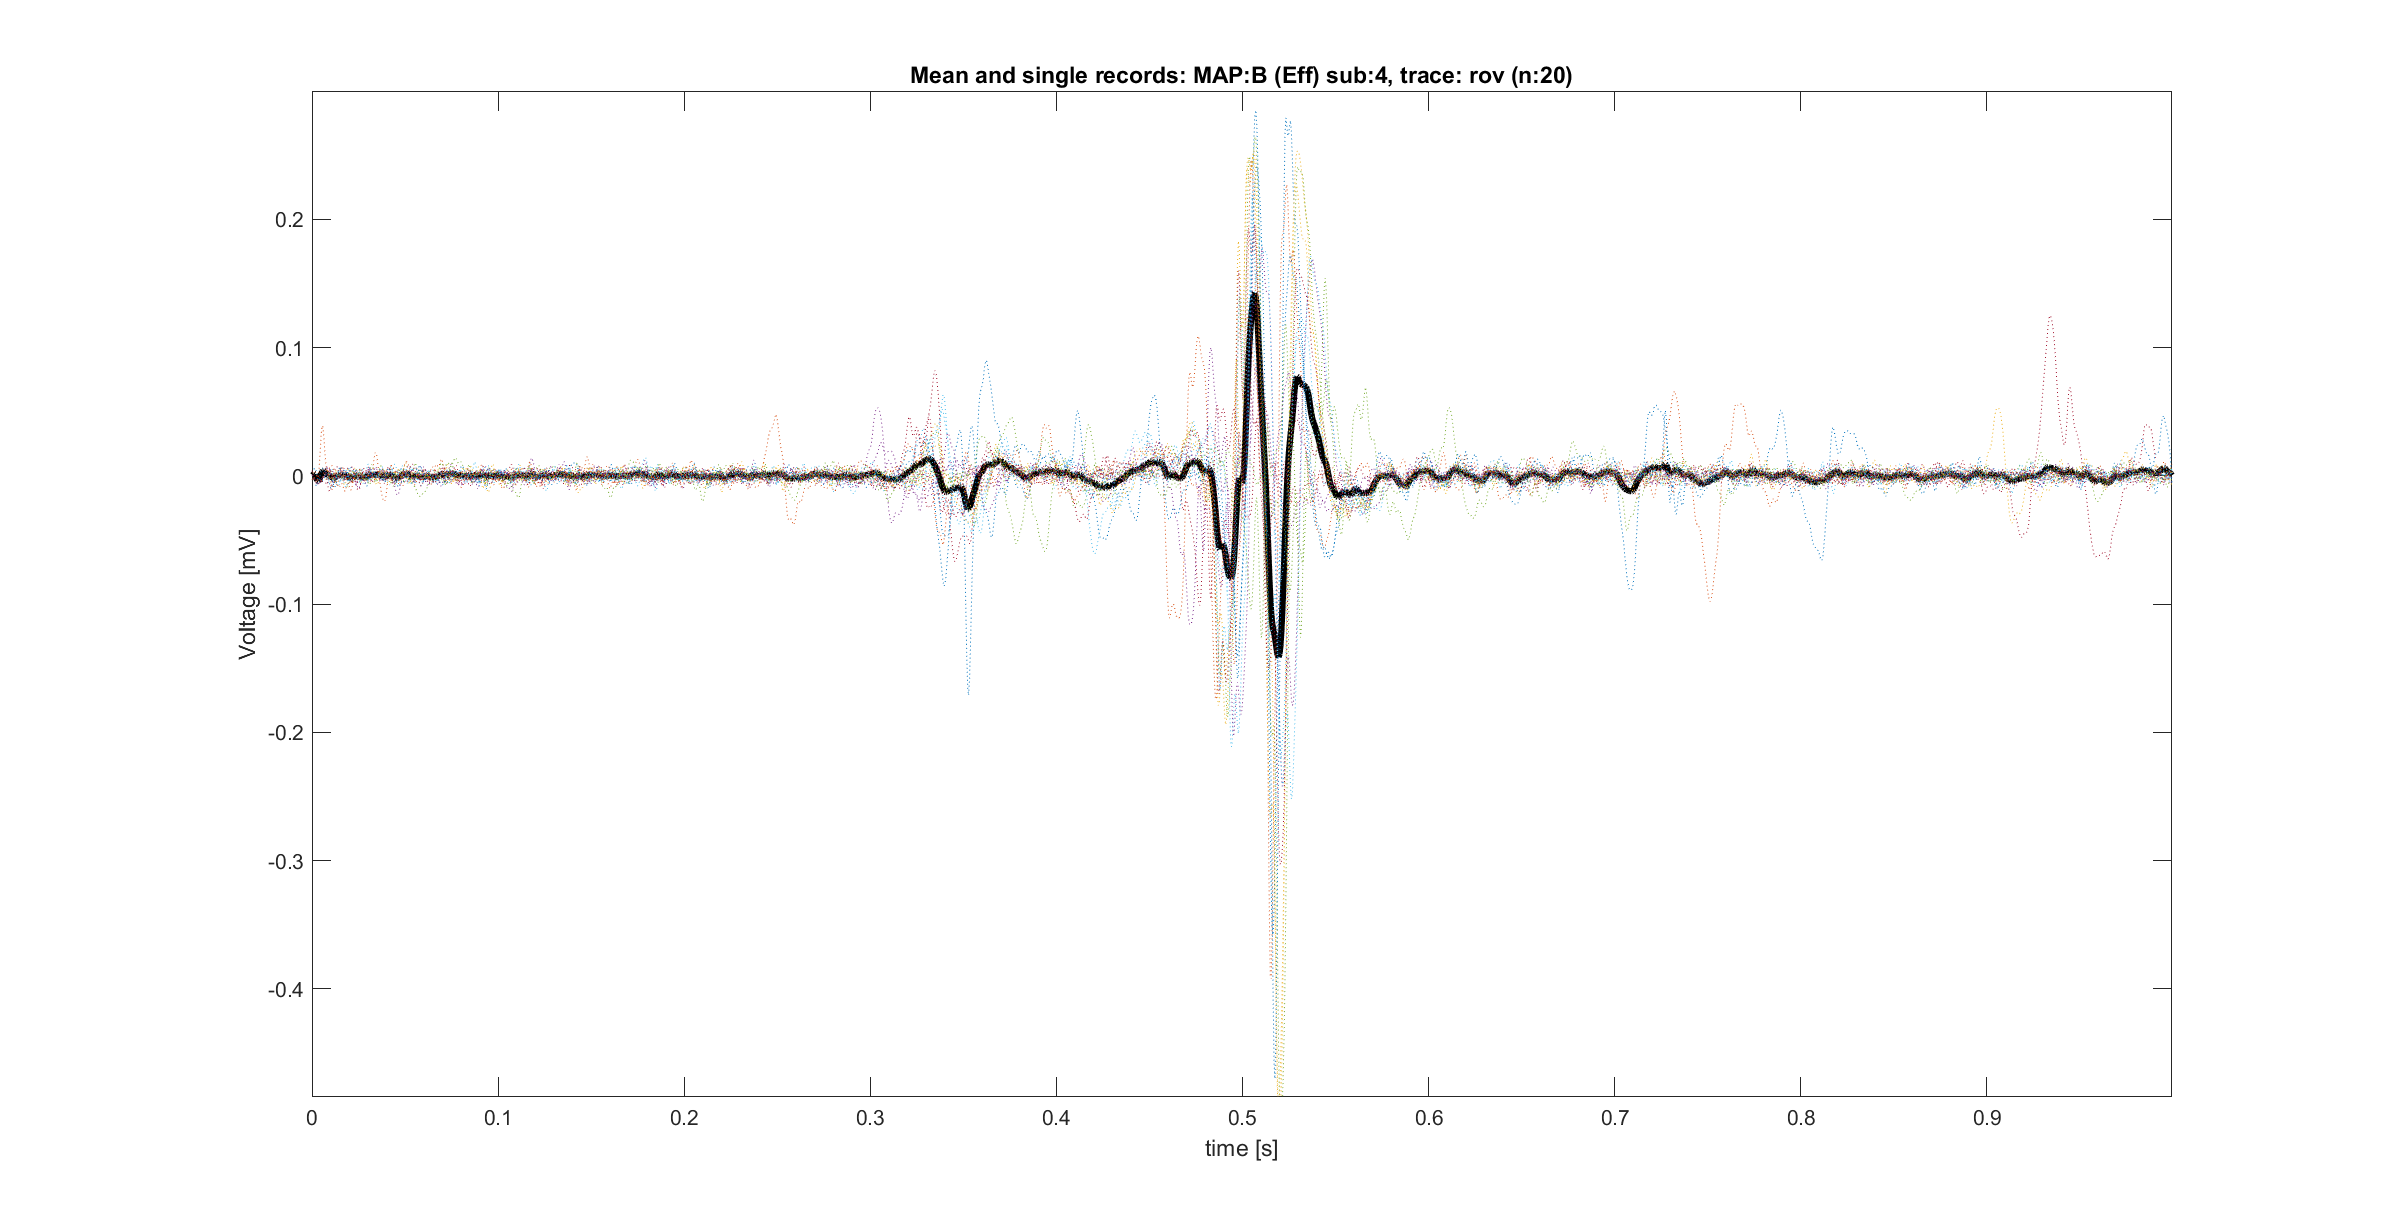 Mean and single records: MAP:B (Eff) sub:4, trace: rov (n:20)
0.2
0.1
0
-0.1
-0.2
-0.3
-0.4
Voltage [mV]
0 0.1 0.2 0.3 0.4 0.5 0.6 0.7 0.8 0.9
time [s]